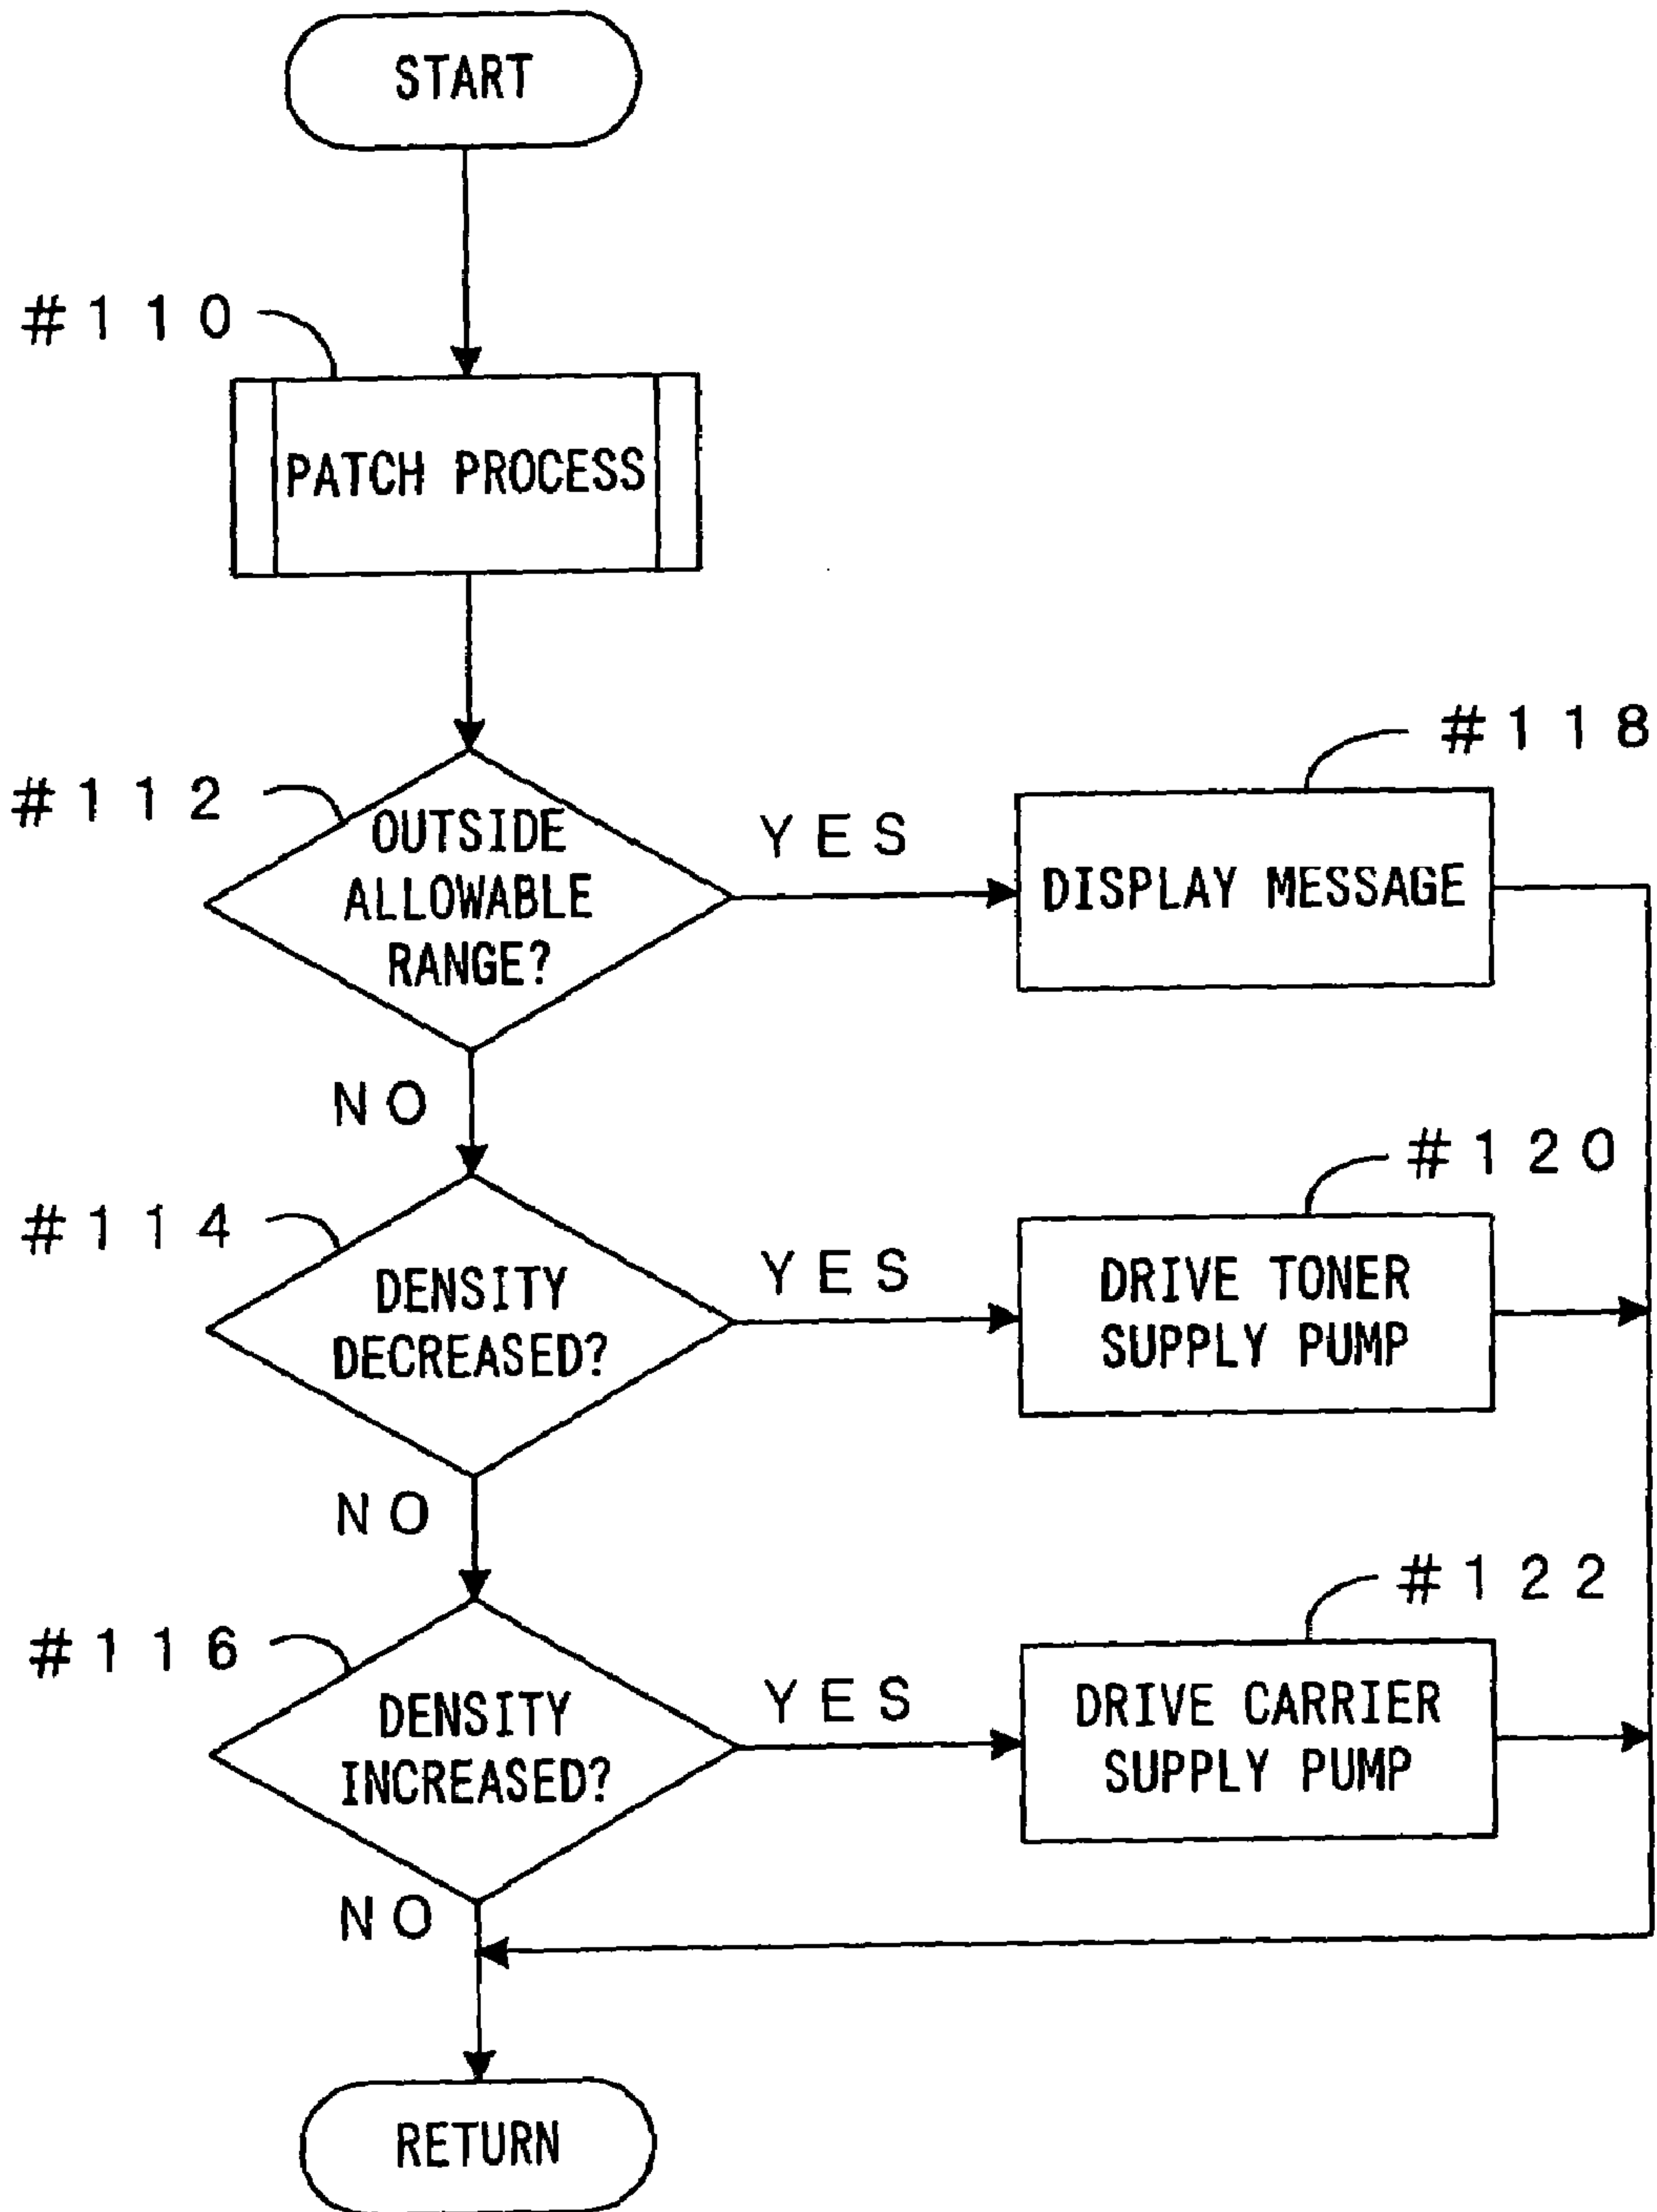 START
#110
PATCH PROCESS
#112
OUTSIDE
ALLOWABLE
RANGE?
YES
#118
DISPLAY MESSAGE
NO
#114
DENSITY
DECREASED?
YES
#120
DRIVE TONER
SUPPLY PUMP
NO
#116
DENSITY
INCREASED?
YES
#122
DRIVE CARRIER
SUPPLY PUMP
NO
RETURN